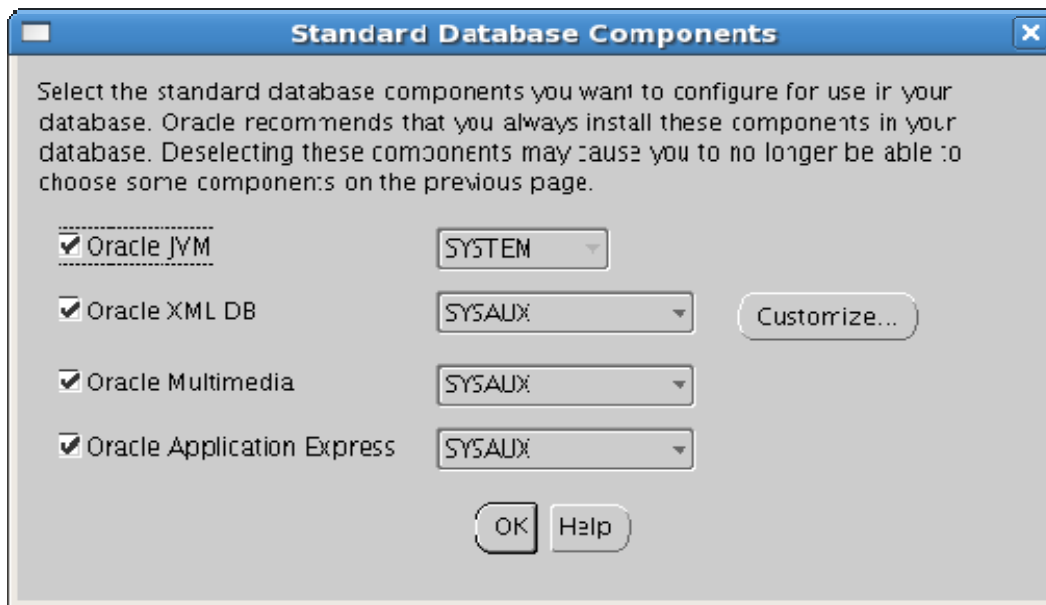 Standard Database Components
Select the standard database components you want to configure for use in your
database. Oracle recommends that you always install these components in your
database. Deselecting these components may cause you to no longer be able to
choose some components on the previous page.
Oracle JVM SYSTEM
Oracle XML DB SYSAUX Customize...
Oracle Multimedia SYSAUX
Oracle Application Express SYSAUX
OK Help